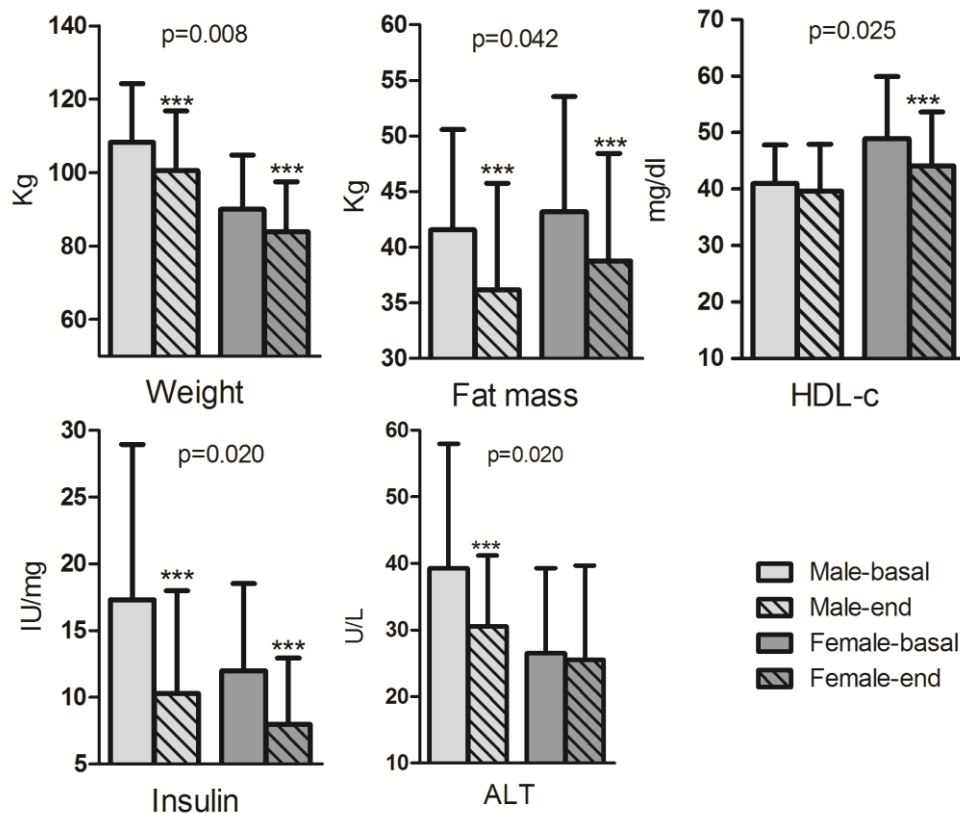 140
120
100
80
60
Kg
p=0.008
***
***
Weight
60
55
50
45
40
35
30
Kg
p=0.042
***
***
Fat mass
70
60
50
40
30
20
10
mg/dl
p=0.025
***
HDL-c
30
25
20
15
10
5
IU/mg
p=0.020
***
***
Insulin
60
50
40
30
20
10
U/L
p=0.020
***
ALT
Male-basal
Male-end
Female-basal
Female-end